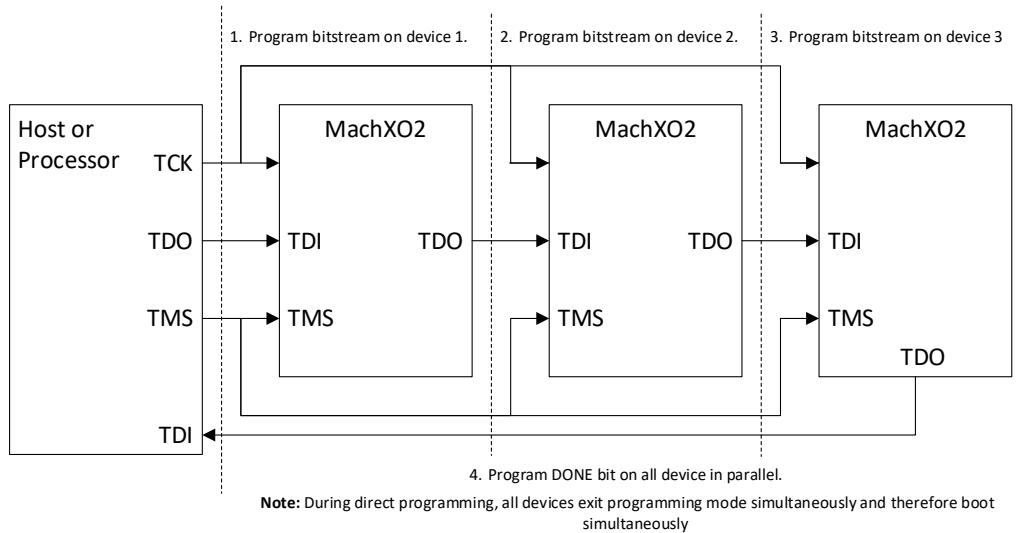 1. Program bitstream on device 1.
2. Program bitstream on device 2.
3. Program bitstream on device 3
Host or
Processor
TCK
TDO
TMS
TDI
MachXO2
TDI
TDO
TMS
MachXO2
TDI
TDO
TMS
MachXO2
TDI
TMS
TDO
4. Program DONE bit on all device in parallel.
Note: During direct programming, all devices exit programming mode simultaneously and therefore boot
simultaneously